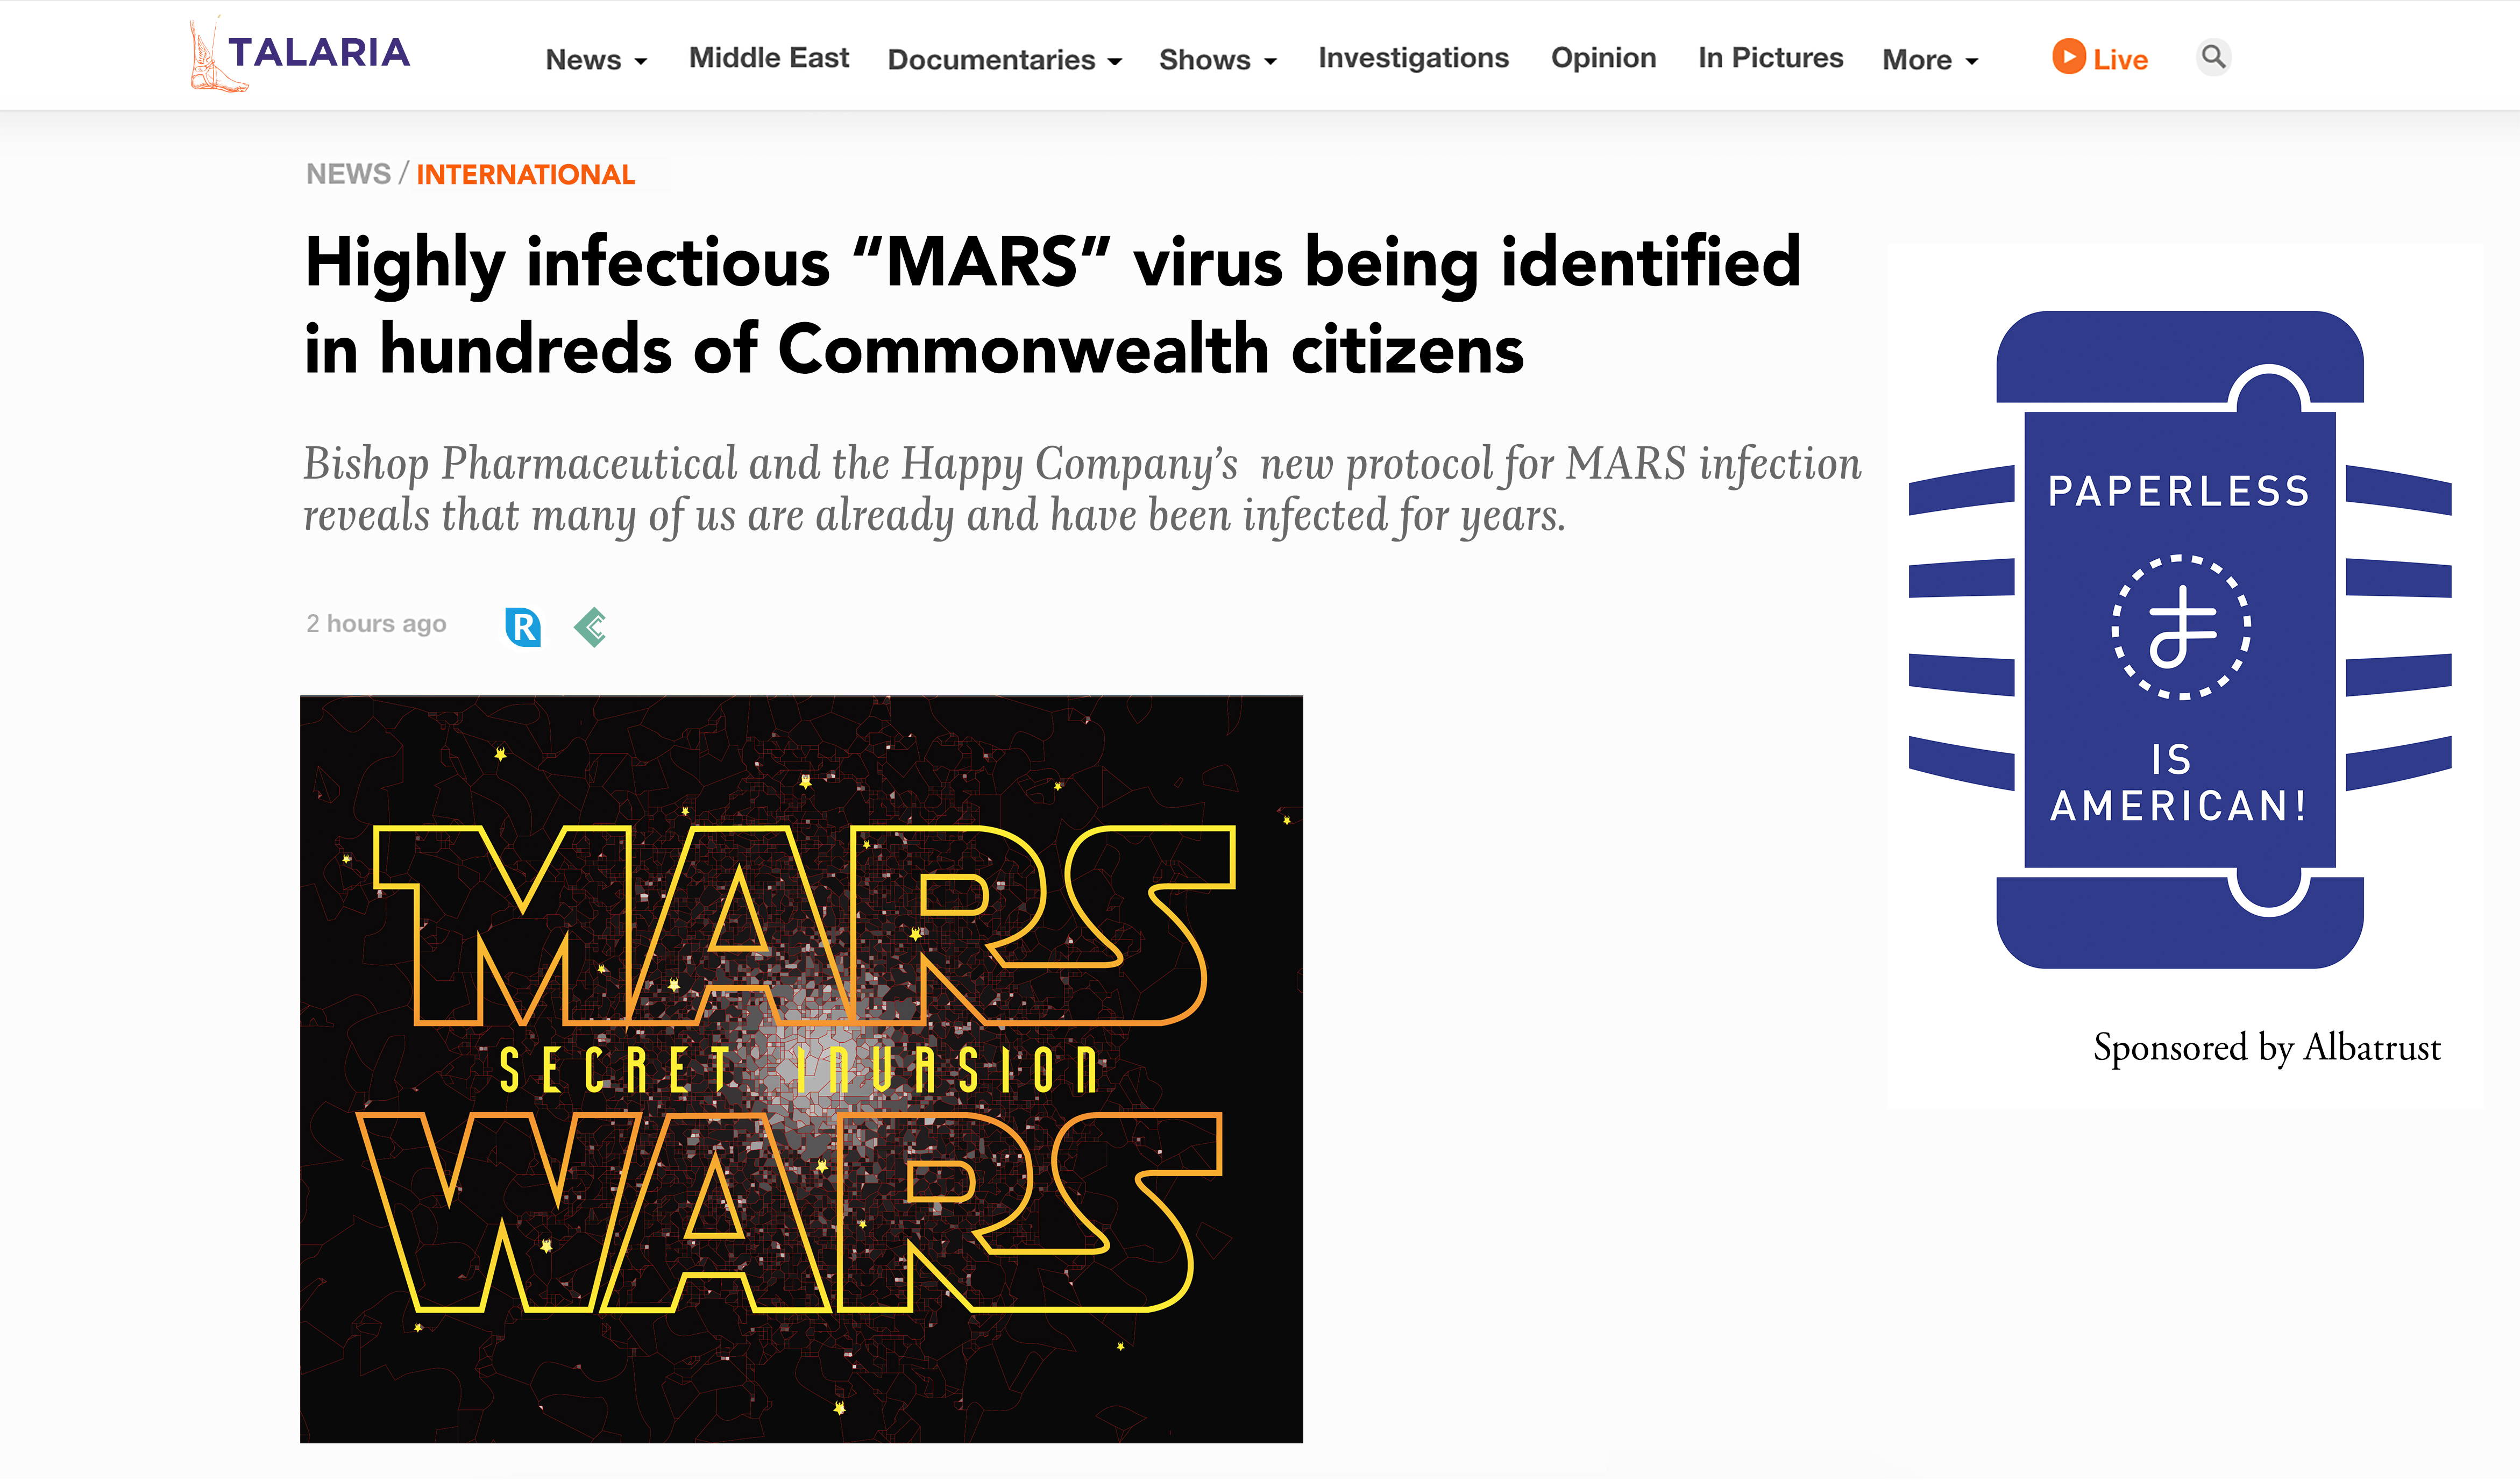 TALARIA
News
Middle East
Documentaries
Shows
Investigations
Opinion
In Pictures
More
Live
NEWS / INTERNATIONAL
Highly infectious “MARS” virus being identified
in hundreds of Commonwealth citizens
Bishop Pharmaceutical and the Happy Company’s new protocol for MARS infection
reveals that many of us are already and have been infected for years.
2 hours ago
R
MARS
SECRET INVASION
WARS
PAPERLESS
IS
AMERICAN!
Sponsored by Albatrust